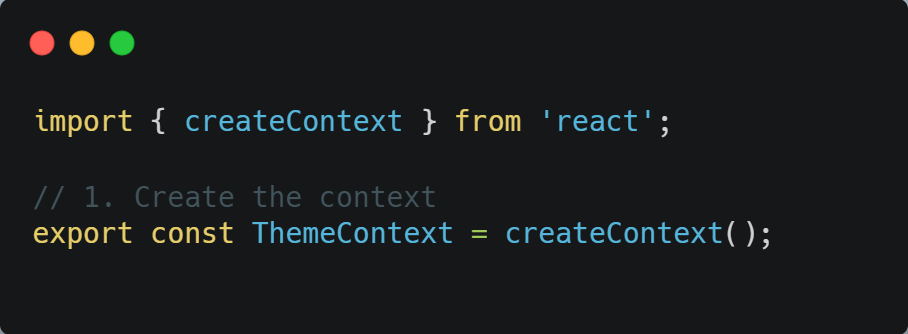 import { createContext } from 'react';
// 1. Create the context
export const ThemeContext = createContext();